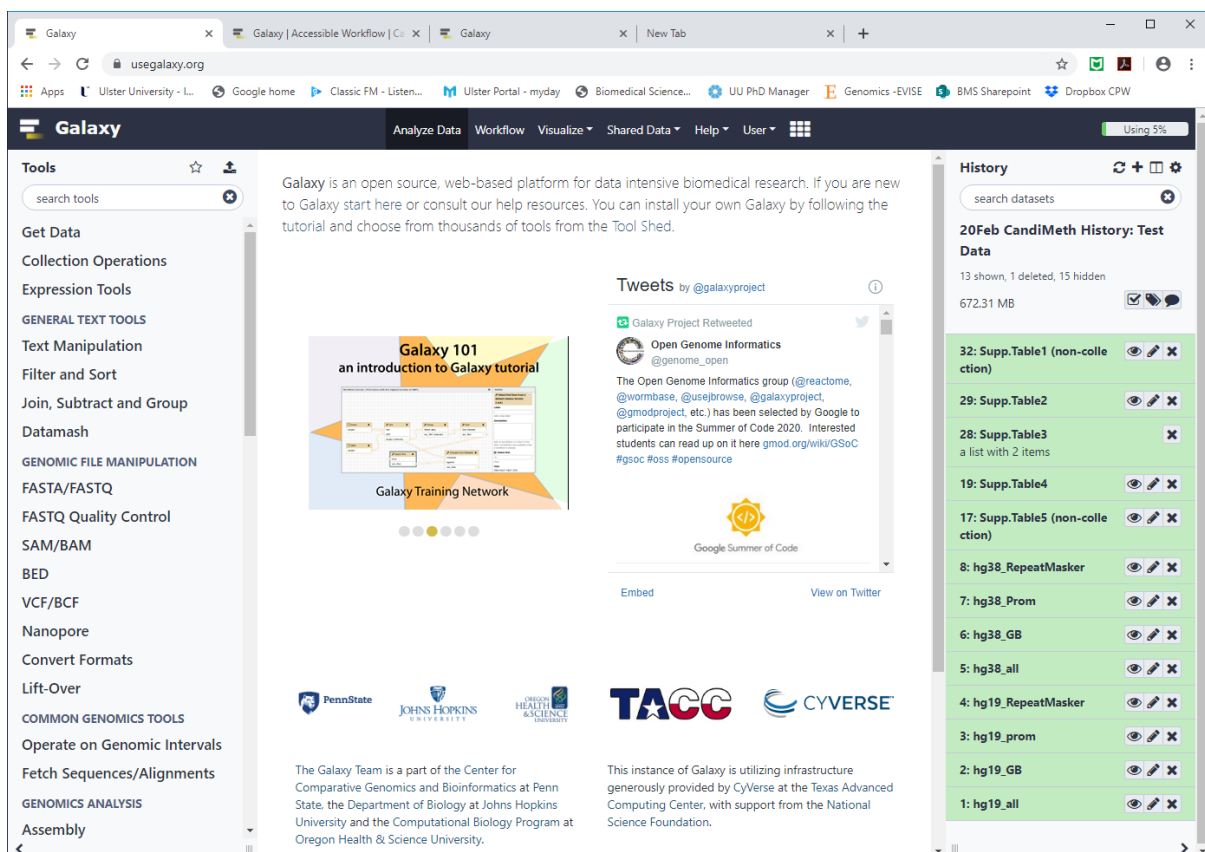 Galaxy
Galaxy | Accessible Workflow | Ca
Galaxy
New Tab
usegalaxy.org
Apps
Ulster University - I...
Google home
Classic FM - Listen...
Ulster Portal - myday
Biomedical Science...
UU PhD Manager
Genomics -EVISE
BMS Sharepoint
Dropbox CPW
Galaxy
Analyze Data
Workflow
Visualize
Shared Data
Help
User
Using 5%
Tools
search tools
Get Data
Collection Operations
Expression Tools
GENERAL TEXT TOOLS
Text Manipulation
Filter and Sort
Join, Subtract and Group
Datamash
GENOMIC FILE MANIPULATION
FASTA/FASTQ
FASTQ Quality Control
SAM/BAM
BED
VCF/BCF
Nanopore
Convert Formats
Lift-Over
COMMON GENOMICS TOOLS
Operate on Genomic Intervals
Fetch Sequences/Alignments
GENOMICS ANALYSIS
Assembly
Galaxy is an open source, web-based platform for data intensive biomedical research. If you are new
to Galaxy start here or consult our help resources. You can install your own Galaxy by following the
tutorial and choose from thousands of tools from the Tool Shed.
Galaxy 101
an introduction to Galaxy tutorial
Galaxy Training Network
Tweets by @galaxyproject
Galaxy Project Retweeted
Open Genome Informatics
@genome_open
The Open Genome Informatics group (@reactome,
@wormbase, @usejbrowse, @galaxyproject,
@gmodproject, etc.) has been selected by Google to
participate in the Summer of Code 2020. Interested
students can read up on it here gmod.org/wiki/GSoC
#gsoc #oss #opensource
Google Summer of Code
Embed
View on Twitter
PennState
JOHNS HOPKINS
UNIVERSITY
OREGON
HEALTH
&SCIENCE
UNIVERSITY
TACC
CYVERSE
The Galaxy Team is a part of the Center for
Comparative Genomics and Bioinformatics at Penn
State, the Department of Biology at Johns Hopkins
University and the Computational Biology Program at
Oregon Health & Science University.
This instance of Galaxy is utilizing infrastructure
generously provided by CyVerse at the Texas Advanced
Computing Center, with support from the National
Science Foundation.
History
search datasets
20Feb CandiMeth History: Test
Data
13 shown, 1 deleted, 15 hidden
672.31 MB
32: Supp.Table1 (non-colle
ction)
29: Supp.Table2
28: Supp.Table3
a list with 2 items
19: Supp.Table4
17: Supp.Table5 (non-colle
ction)
8: hg38_RepeatMasker
7: hg38_Prom
6: hg38_GB
5: hg38_all
4: hg19_RepeatMasker
3: hg19_prom
2: hg19_GB
1: hg19_all